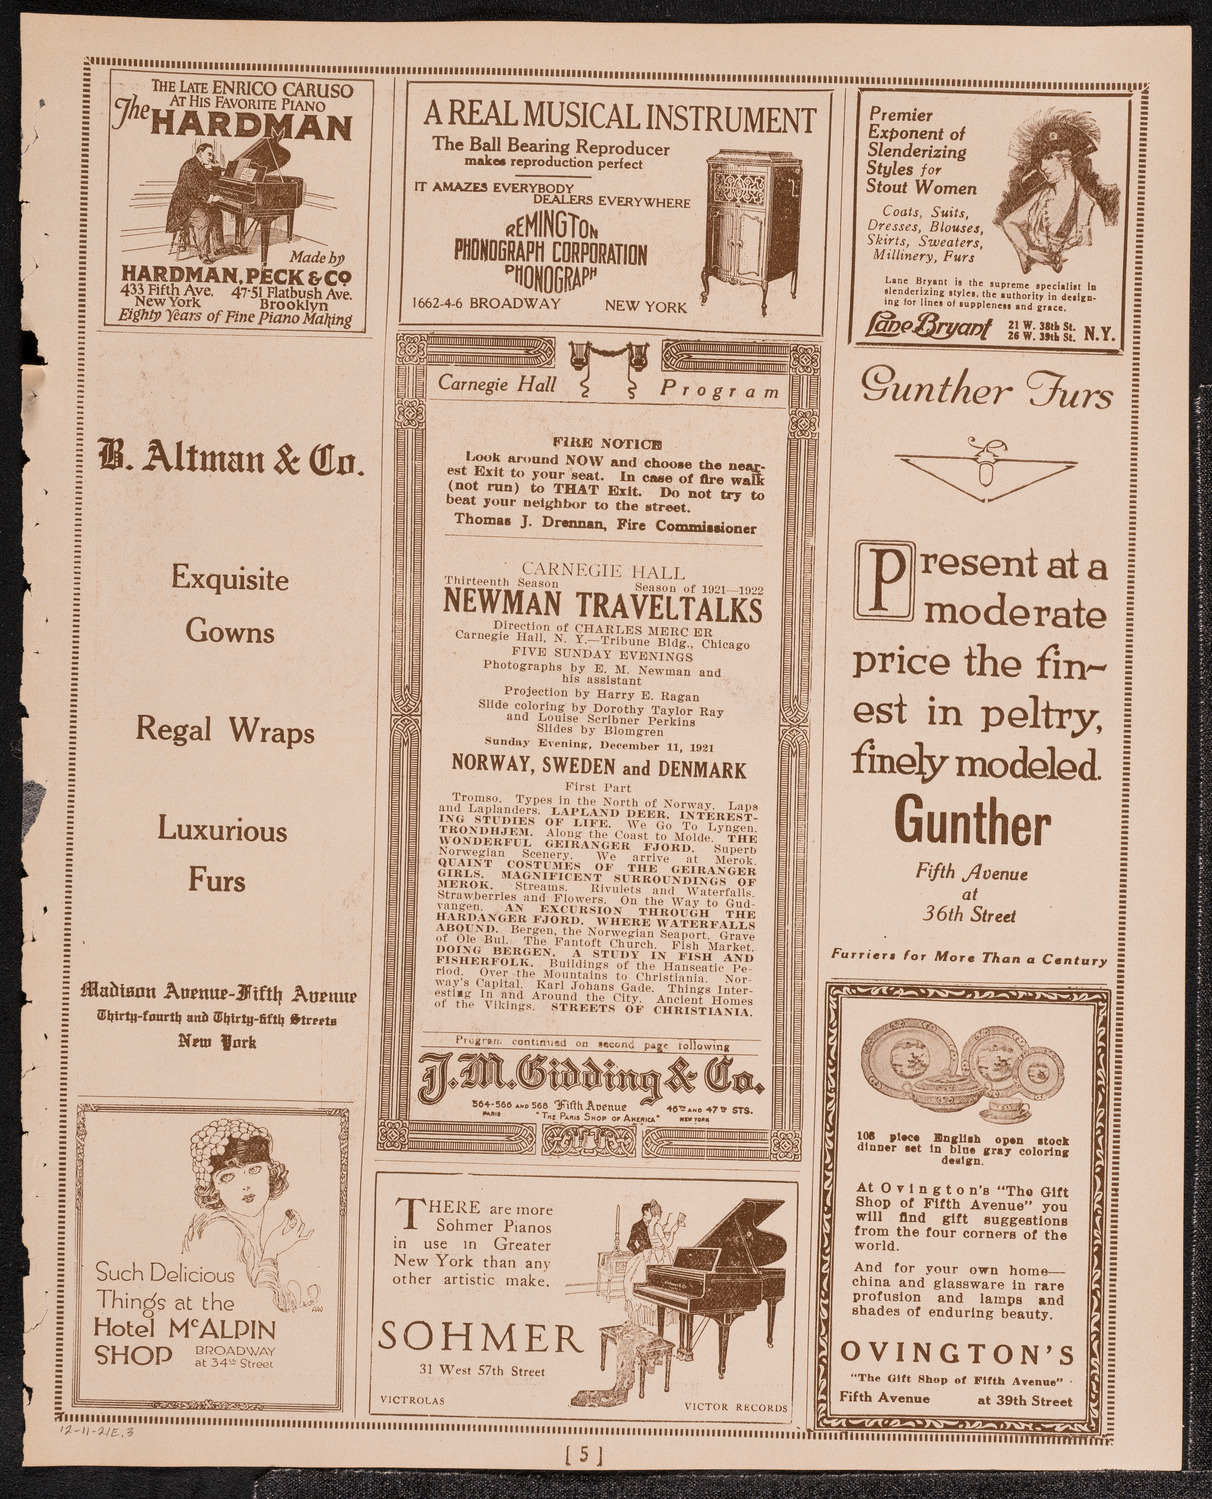 THE LATE ENRICO CARUSO
AT HIS FAVORITE PIANO
The HARDMAN
Made by
HARDMAN, PECK & CO
433 Fifth Ave. 47-51 Flatbush Ave.
New York Brooklyn
Eighty Years of Fine Piano Making
B. Altman & Co.
Exquisite
Gowns
Regal Wraps
Luxurious
Furs
Madison Avenue-Fifth Avenue
Thirty-fourth and Thirty-fifth Streets
New York
Such Delicious
Things at the
Hotel McALPIN
SHOP BROADWAY
at 34th Street
A REAL MUSICAL INSTRUMENT
The Ball Bearing Reproducer
makes reproduction perfect
IT AMAZES EVERYBODY
DEALERS EVERYWHERE
REMINGTON
PHONOGRAPH CORPORATION
PHONOGRAPH
1662-4-6 BROADWAY NEW YORK
Carnegie Hall Program
FIRE NOTICE
Look around NOW and choose the near-
est Exit to your seat. In case of fire walk
(not run) to THAT Exit. Do not try to
beat your neighbor to the street.
Thomas J. Drennan, Fire Commissioner
CARNEGIE HALL
Thirteenth Season Season of 1921—1922
NEWMAN TRAVELTALKS
Direction of CHARLES MERC ER
Carnegie Hall, N. Y.—Tribune Bldg., Chicago
FIVE SUNDAY EVENINGS
Photographs by E. M. Newman and
his assistant
Projection by Harry E. Ragan
Slide coloring by Dorothy Taylor Ray
and Louise Scribner Perkins
Slides by Blomgren
Sunday Evening, December 11, 1921
NORWAY, SWEDEN and DENMARK
First Part
Tromso. Types in the North of Norway. Laps
and Laplanders. LAPLAND DEER. INTEREST-
ING STUDIES OF LIFE. We Go To Lyngen.
TRONDHJEM. Along the Coast to Molde. THE
WONDERFUL GEIRANGER FJORD. Superb
Norwegian Scenery. We arrive at Merok.
QUAINT COSTUMES OF THE GEIRANGER
GIRLS. MAGNIFICENT SURROUNDINGS OF
MEROK. Streams. Rivulets and Waterfalls.
Strawberries and Flowers. On the Way to Gud-
vangen. AN EXCURSION THROUGH THE
HARDANGER FJORD, WHERE WATERFALLS
ABOUND. Bergen, the Norwegian Seaport. Grave
of Ole Bul. The Fantoft Church. Fish Market.
DOING BERGEN. A STUDY IN FISH AND
FISHERFOLK. Buildings of the Hanseatic Pe-
riod. Over the Mountains to Christiania. Nor-
way's Capital. Karl Johans Gade. Things Inter-
esting In and Around the City. Ancient Homes
of the Vikings. STREETS OF CHRISTIANIA.
Program continued on second page following
J.M. Gidding & Co.
564-566 AND 568 Fifth Avenue 46TH AND 47TH STS.
PARIS "THE PARIS SHOP OF AMERICA" NEW YORK
THERE are more
Sohmer Pianos
in use in Greater
New York than any
other artistic make.
SOHMER
31 West 57th Street
VICTROLAS VICTOR RECORDS
Premier
Exponent of
Slenderizing
Styles for
Stout Women
Coats, Suits,
Dresses, Blouses,
Skirts, Sweaters,
Millinery, Furs
Lane Bryant is the supreme specialist in
slenderizing styles, the authority in design-
ing for lines of suppleness and grace.
Lane Bryant 21 W. 38th St.
26 W. 39th St. N.Y.
Gunther Furs
Present at a
moderate
price the fin-
est in peltry,
finely modeled.
Gunther
Fifth Avenue
at
36th Street
Furriers for More Than a Century
106 piece English open stock
dinner set in blue gray coloring
design.
At Ovington's "The Gift
Shop of Fifth Avenue" you
will find gift suggestions
from the four corners of the
world.
And for your own home—
china and glassware in rare
profusion and lamps and
shades of enduring beauty.
OVINGTON'S
"The Gift Shop of Fifth Avenue"
Fifth Avenue at 39th Street
12-11-21E.3
[5]